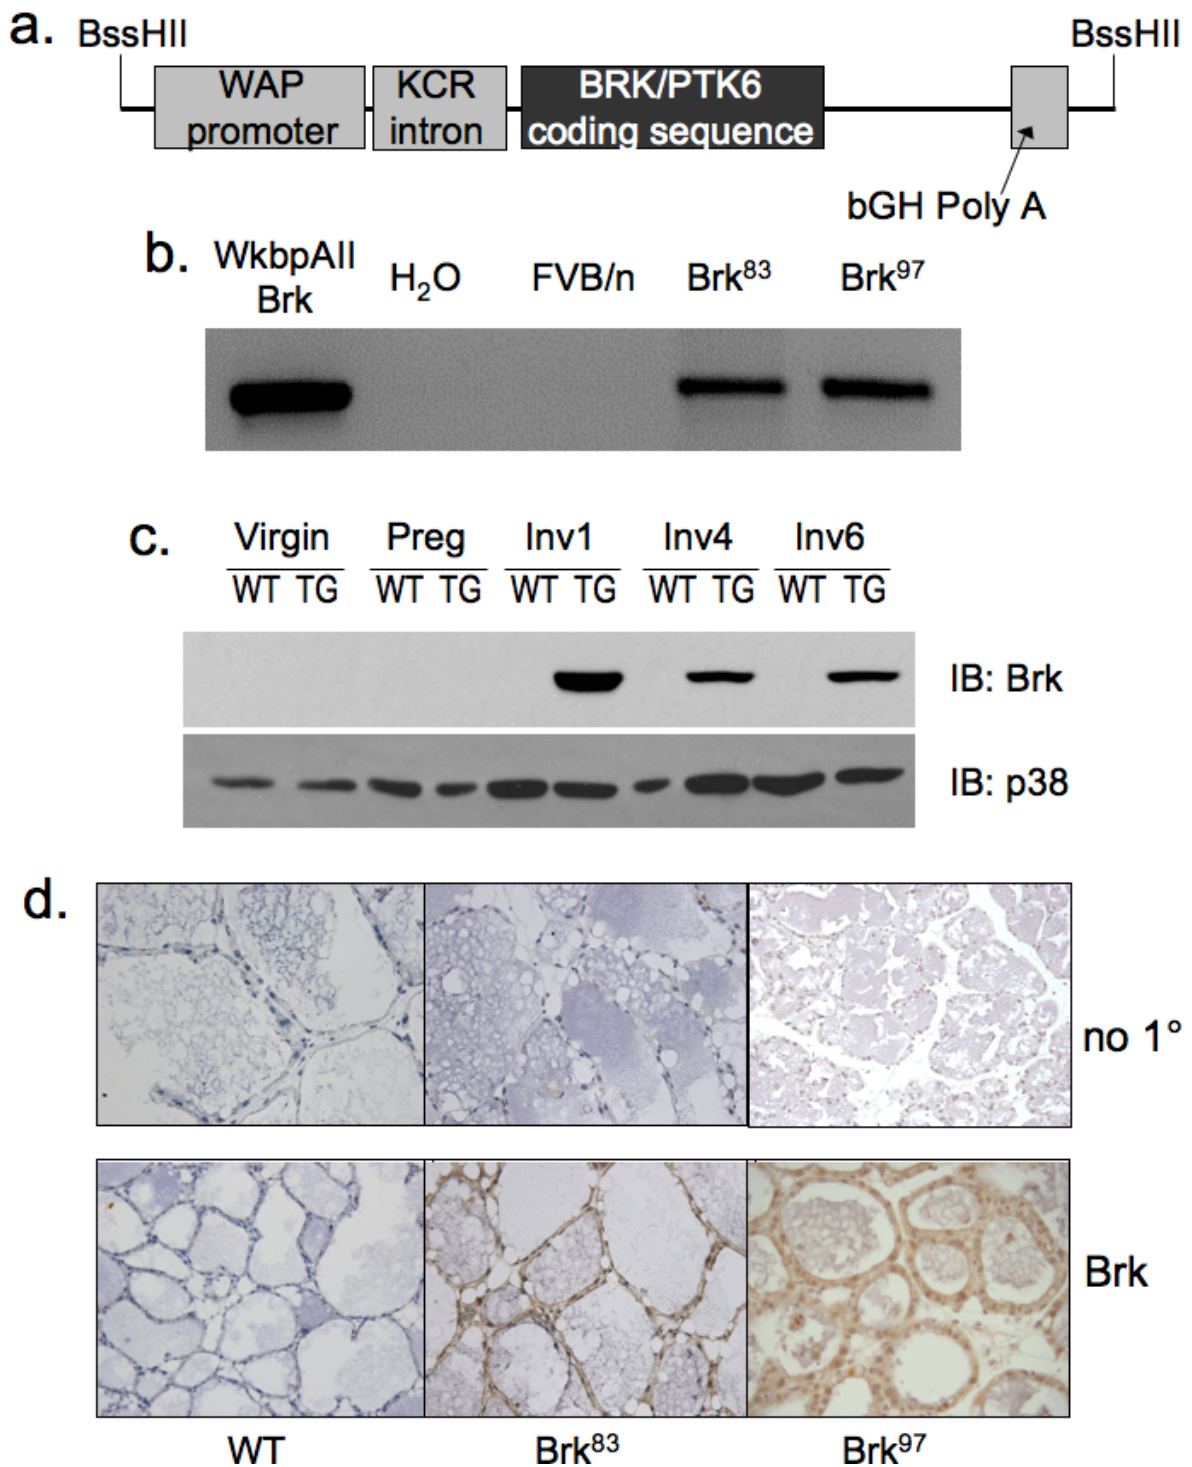 a. BssHII BssHII
WAP promoter
KCR intron
BRK/PTK6 coding sequence
bGH Poly A
b. WkbpAII Brk H₂O FVB/n Brk⁸³ Brk⁹⁷
c. Virgin Preg Inv1 Inv4 Inv6
WT TG WT TG WT TG WT TG WT TG
IB: Brk
IB: p38
d.
no 1°
Brk
WT Brk⁸³ Brk⁹⁷